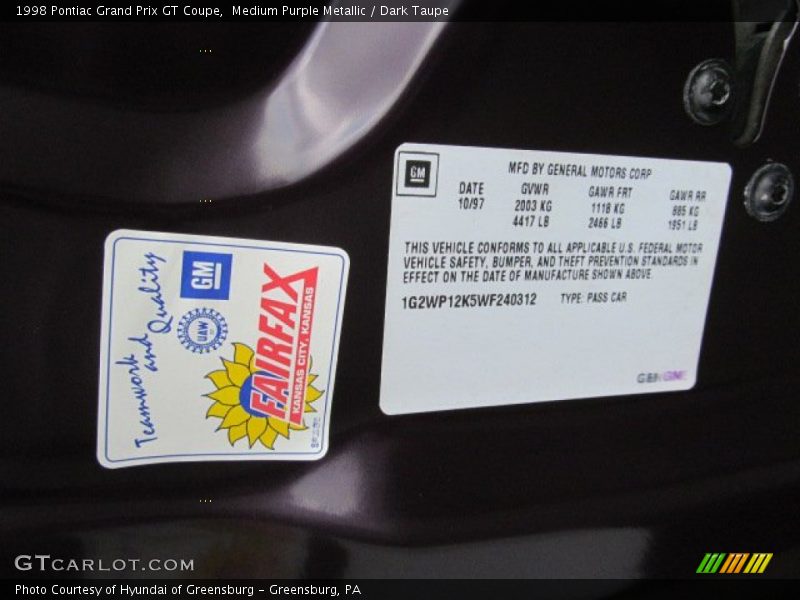 1998 Pontiac Grand Prix GT Coupe, Medium Purple Metallic / Dark Taupe
GM
MFD BY GENERAL MOTORS CORP
DATE GVWR GAWR FRT GAWR RR
10/97 2003 KG 1118 KG 885 KG
4417 LB 2466 LB 1951 LB
THIS VEHICLE CONFORMS TO ALL APPLICABLE U.S. FEDERAL MOTOR
VEHICLE SAFETY, BUMPER, AND THEFT PREVENTION STANDARDS IN
EFFECT ON THE DATE OF MANUFACTURE SHOWN ABOVE.
1G2WP12K5WF240312 TYPE: PASS CAR
GM
Teamwork
and
Quality
GM
UAW
FAIRFAX
KANSAS CITY, KANSAS
GTCARLOT.COM
Photo Courtesy of Hyundai of Greensburg - Greensburg, PA